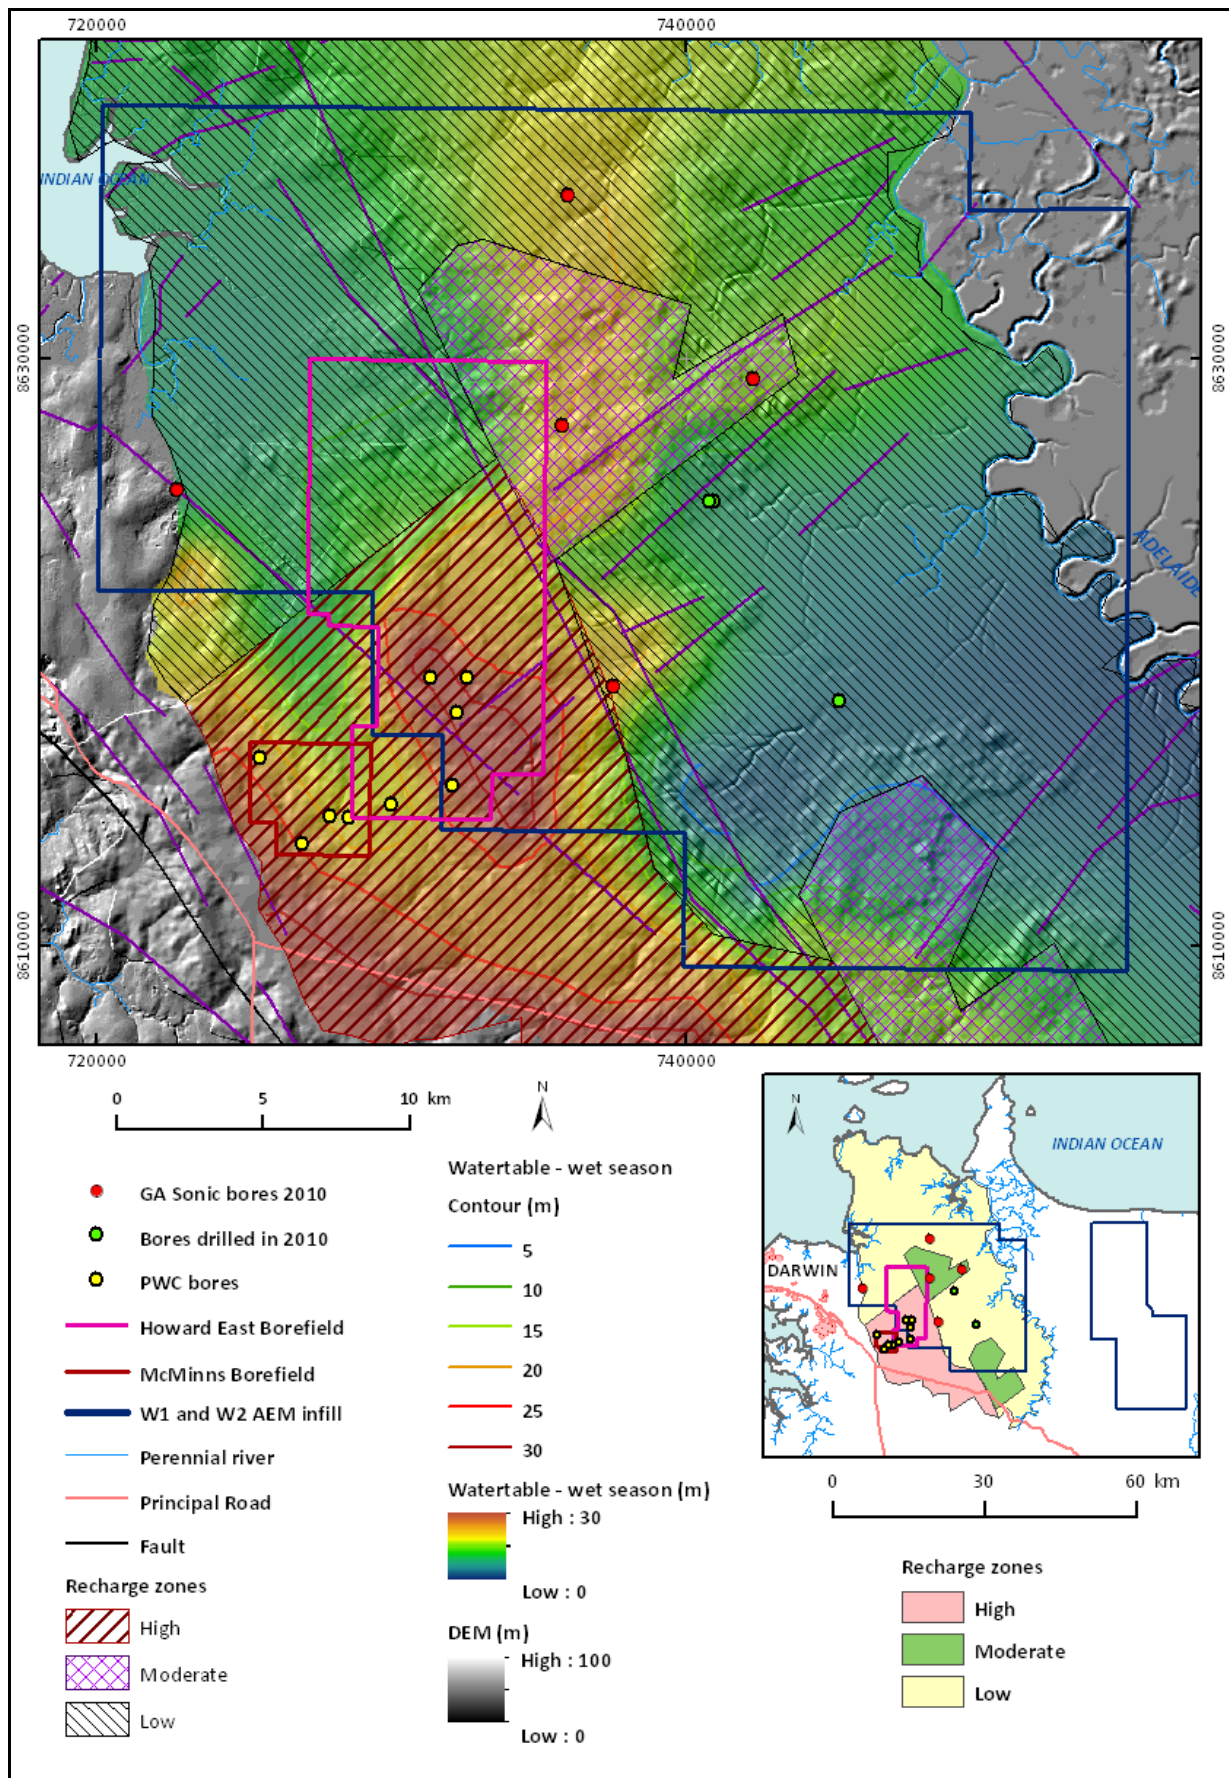 720000
740000
INDIAN OCEAN
8630000
8630000
ADELAIDE
8610000
8610000
720000
740000
0 5 10 km
N
GA Sonic bores 2010
Bores drilled in 2010
PWC bores
Howard East Borefield
McMinns Borefield
W1 and W2 AEM infill
Perennial river
Principal Road
Fault
Recharge zones
High
Moderate
Low
Watertable - wet season
Contour (m)
5
10
15
20
25
30
Watertable - wet season (m)
High : 30
Low : 0
DEM (m)
High : 100
Low : 0
N
INDIAN OCEAN
DARWIN
0 30 60 km
Recharge zones
High
Moderate
Low